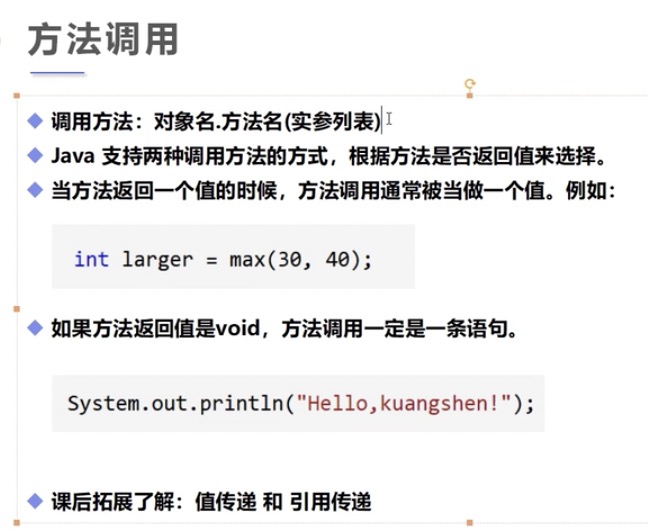 方法调用
调用方法：对象名.方法名(实参列表)
Java 支持两种调用方法的方式，根据方法是否返回值来选择。
当方法返回一个值的时候，方法调用通常被当做一个值。例如：
int larger = max(30, 40);
如果方法返回值是void，方法调用一定是一条语句。
System.out.println("Hello,kuangshen!");
课后拓展了解：值传递 和 引用传递